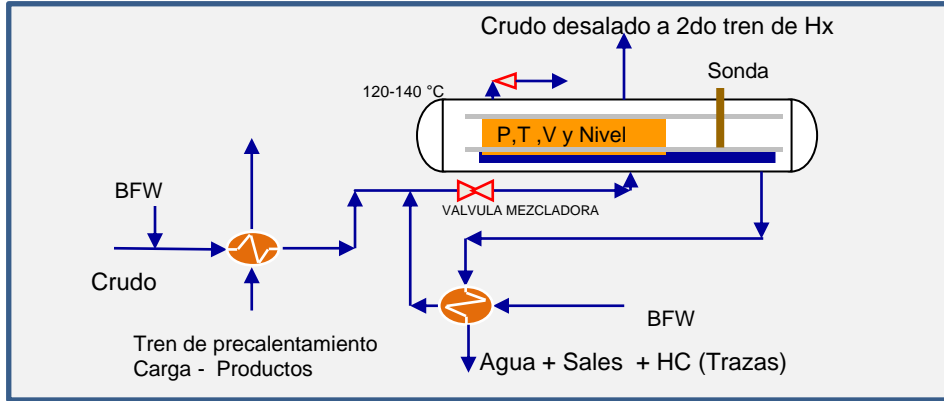 Crudo desalado a 2do tren de Hx
Sonda
120-140 °C
P,T ,V y Nivel
BFW
VALVULA MEZCLADORA
Crudo
BFW
Tren de precalentamiento
Carga - Productos
Agua + Sales + HC (Trazas)